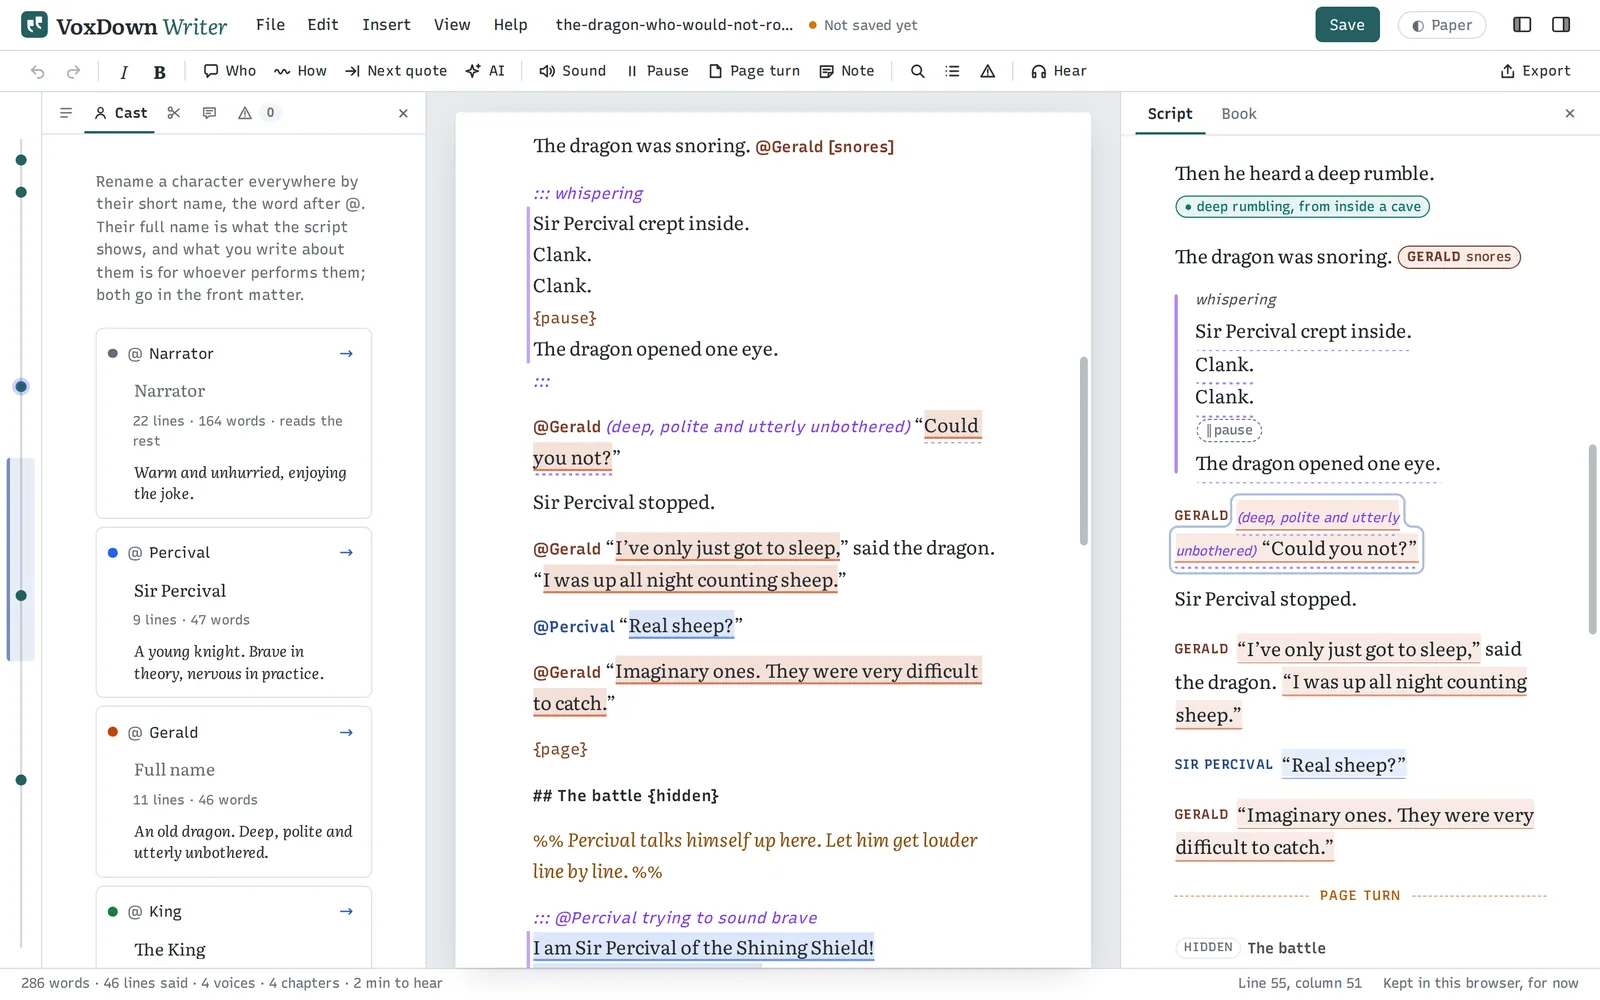 VoxDown Writer
File Edit Insert View Help
the-dragon-who-would-not-ro...
Not saved yet
Save
Paper
I B Who How Next quote AI Sound Pause Page turn Note Hear Export
Cast
0
Rename a character everywhere by
their short name, the word after @.
Their full name is what the script
shows, and what you write about
them is for whoever performs them;
both go in the front matter.
@ Narrator →
Narrator
22 lines · 164 words · reads the
rest
Warm and unhurried, enjoying
the joke.
@ Percival →
Sir Percival
9 lines · 47 words
A young knight. Brave in
theory, nervous in practice.
@ Gerald →
Full name
11 lines · 46 words
An old dragon. Deep, polite and
utterly unbothered.
@ King →
The King
The dragon was snoring. @Gerald [snores]
::: whispering
Sir Percival crept inside.
Clank.
Clank.
{pause}
The dragon opened one eye.
:::
@Gerald (deep, polite and utterly unbothered) “Could
you not?”
Sir Percival stopped.
@Gerald “I’ve only just got to sleep,” said the dragon.
“I was up all night counting sheep.”
@Percival “Real sheep?”
@Gerald “Imaginary ones. They were very difficult
to catch.”
{page}
## The battle {hidden}
%% Percival talks himself up here. Let him get louder
line by line. %%
::: @Percival trying to sound brave
I am Sir Percival of the Shining Shield!
Script Book
Then he heard a deep rumble.
deep rumbling, from inside a cave
The dragon was snoring. GERALD snores
whispering
Sir Percival crept inside.
Clank.
Clank.
pause
The dragon opened one eye.
GERALD (deep, polite and utterly
unbothered) “Could you not?”
Sir Percival stopped.
GERALD “I’ve only just got to sleep,” said
the dragon. “I was up all night counting
sheep.”
SIR PERCIVAL “Real sheep?”
GERALD “Imaginary ones. They were very
difficult to catch.”
PAGE TURN
HIDDEN The battle
286 words · 46 lines said · 4 voices · 4 chapters · 2 min to hear
Line 55, column 51
Kept in this browser, for now